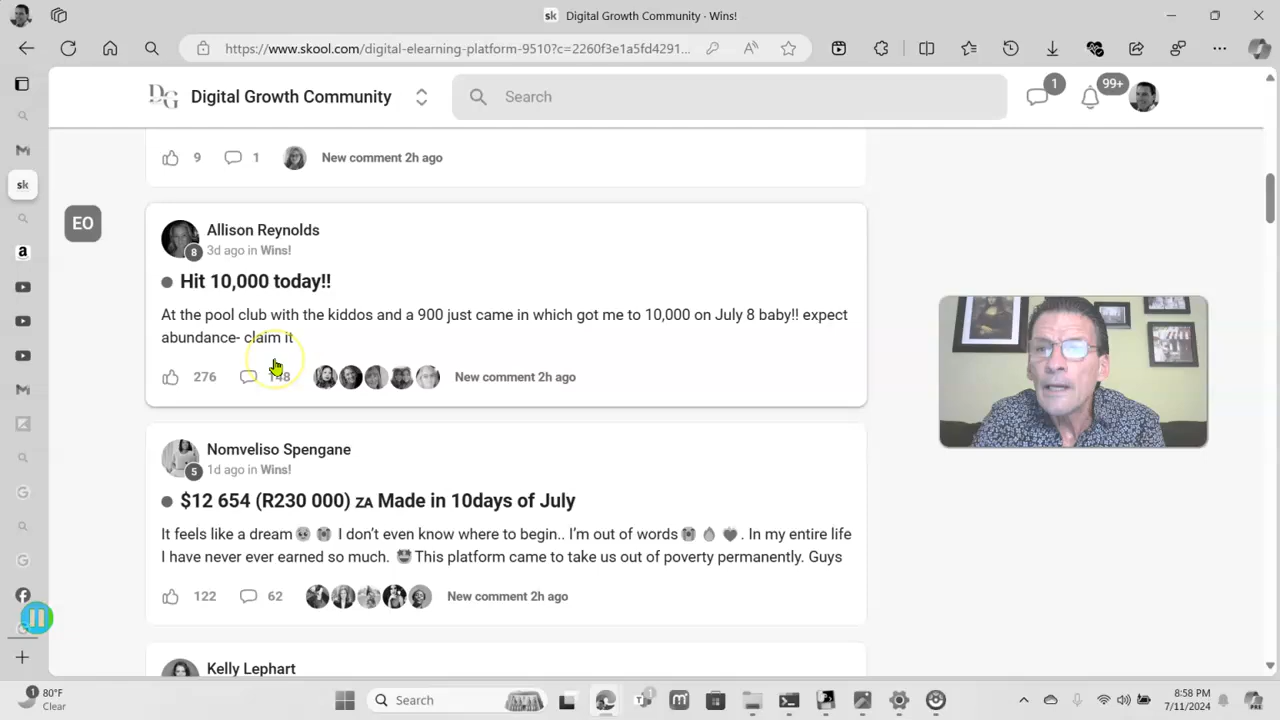 sk Digital Growth Community - Wins!
https://www.skool.com/digital-elearning-platform-9510?c=2260f3e1a5fd4291...
DG Digital Growth Community
Search
1
99+
9 1 New comment 2h ago
EO
Allison Reynolds
8 3d ago in Wins!
Hit 10,000 today!!
At the pool club with the kiddos and a 900 just came in which got me to 10,000 on July 8 baby!! expect
abundance- claim it
276 148 New comment 2h ago
Nomveliso Spengane
5 1d ago in Wins!
$12 654 (R230 000) ZA Made in 10days of July
It feels like a dream I don't even know where to begin.. I'm out of words . In my entire life
I have never ever earned so much. This platform came to take us out of poverty permanently. Guys
122 62 New comment 2h ago
Kelly Lephart
sk
a
1 80°F
Clear
Search
8:58 PM
7/11/2024
PRE